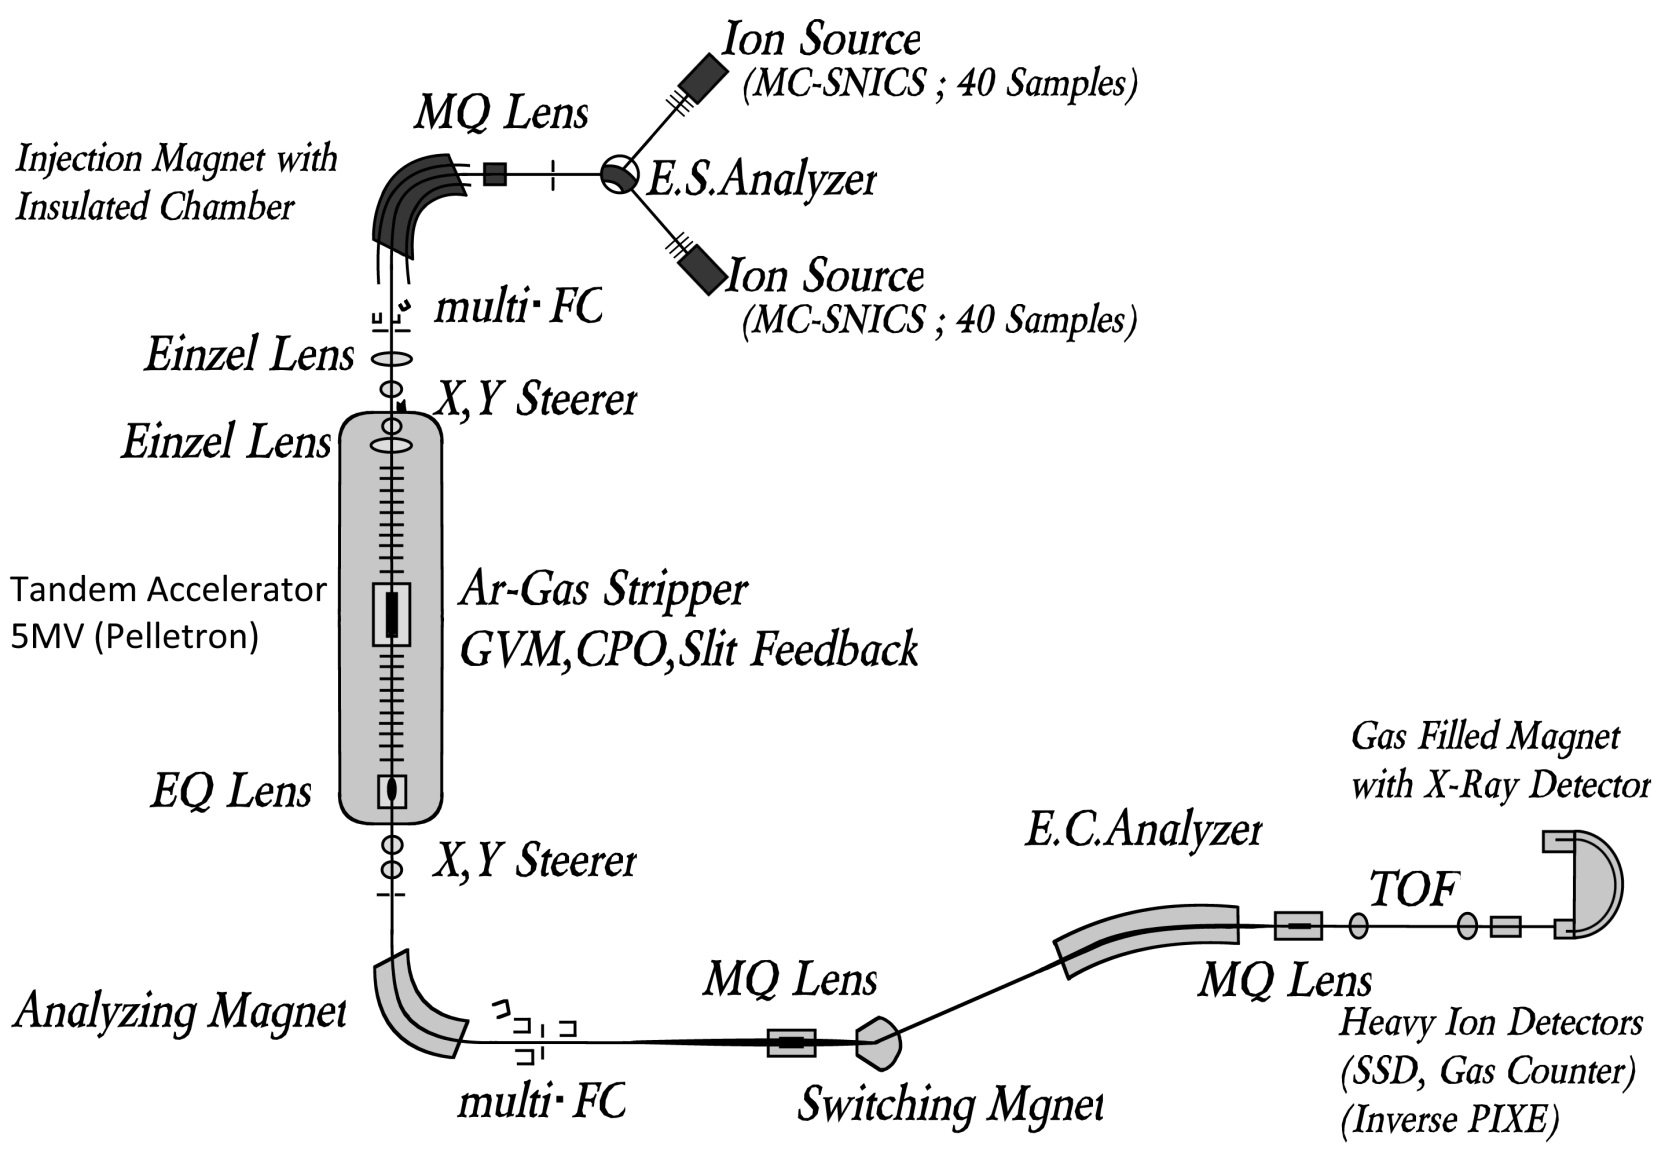 Ion Source
(MC-SNICS ; 40 Samples)
MQ Lens
Injection Magnet with
Insulated Chamber
E.S.Analyzer
Ion Source
(MC-SNICS ; 40 Samples)
multi·FC
Einzel Lens
X,Y Steerer
Einzel Lens
Tandem Accelerator
5MV (Pelletron)
Ar-Gas Stripper
GVM,CPO,Slit Feedback
EQ Lens
X,Y Steerer
Gas Filled Magnet
with X-Ray Detector
E.C.Analyzer
TOF
Analyzing Magnet
MQ Lens
MQ Lens
multi·FC
Switching Mgnet
Heavy Ion Detectors
(SSD, Gas Counter)
(Inverse PIXE)